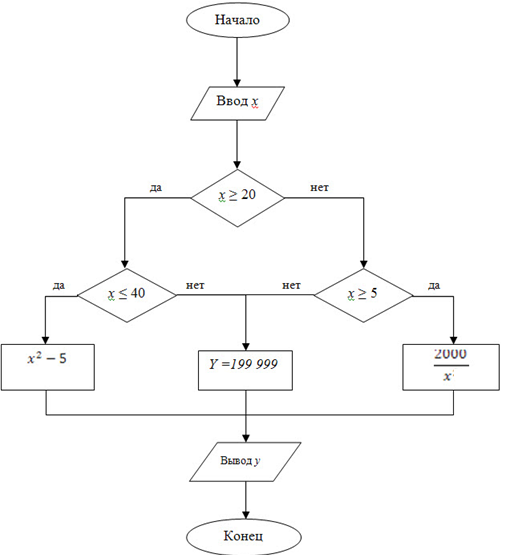 Начало
Ввод x
x ≥ 20
да
нет
x ≤ 40
да
нет
x ≥ 5
нет
да
x² − 5
Y =199 999
2000
x
Вывод y
Конец